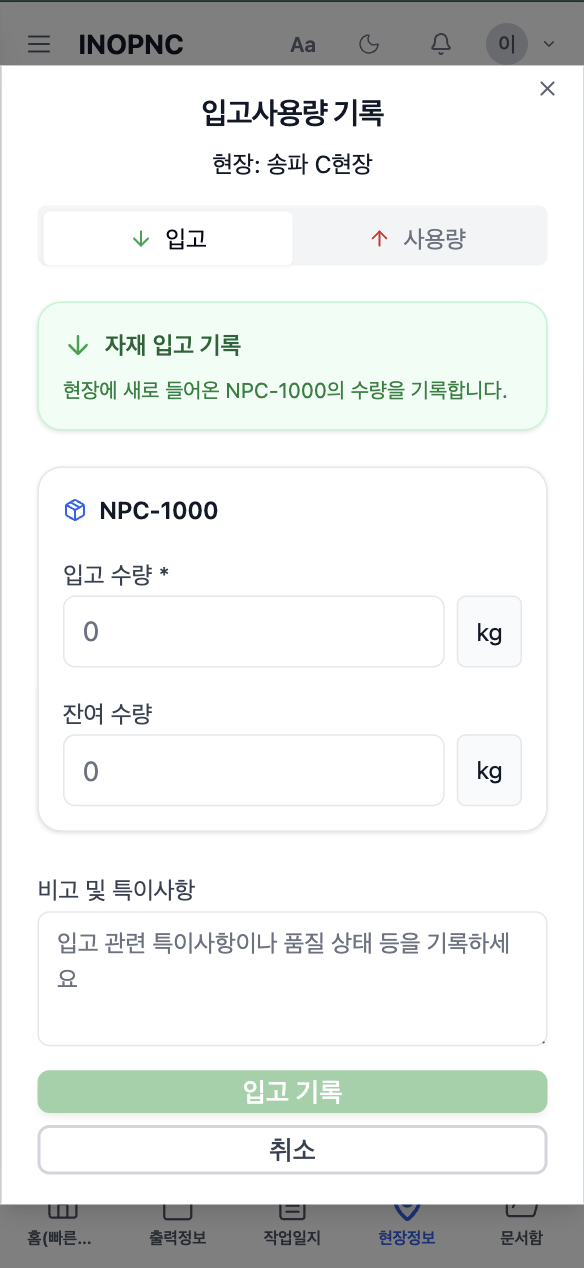 INOPNC
Aa
이
입고사용량 기록
현장: 송파 C현장
입고
사용량
자재 입고 기록
현장에 새로 들어온 NPC-1000의 수량을 기록합니다.
NPC-1000
입고 수량 *
0
kg
잔여 수량
0
kg
비고 및 특이사항
입고 관련 특이사항이나 품질 상태 등을 기록하세
요
입고 기록
취소
홈(빠른...
출력정보
작업일지
현장정보
문서함